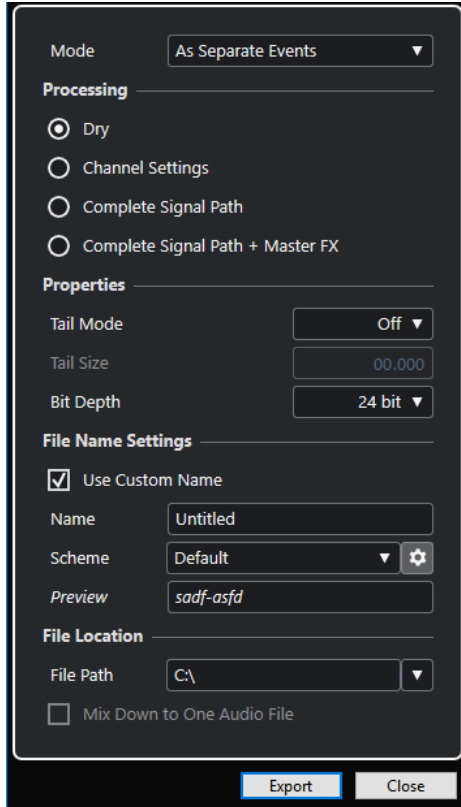 Mode As Separate Events
Processing
Dry
Channel Settings
Complete Signal Path
Complete Signal Path + Master FX
Properties
Tail Mode Off
Tail Size 00.000
Bit Depth 24 bit
File Name Settings
Use Custom Name
Name Untitled
Scheme Default
Preview sadf-asfd
File Location
File Path C:\
Mix Down to One Audio File
Export Close